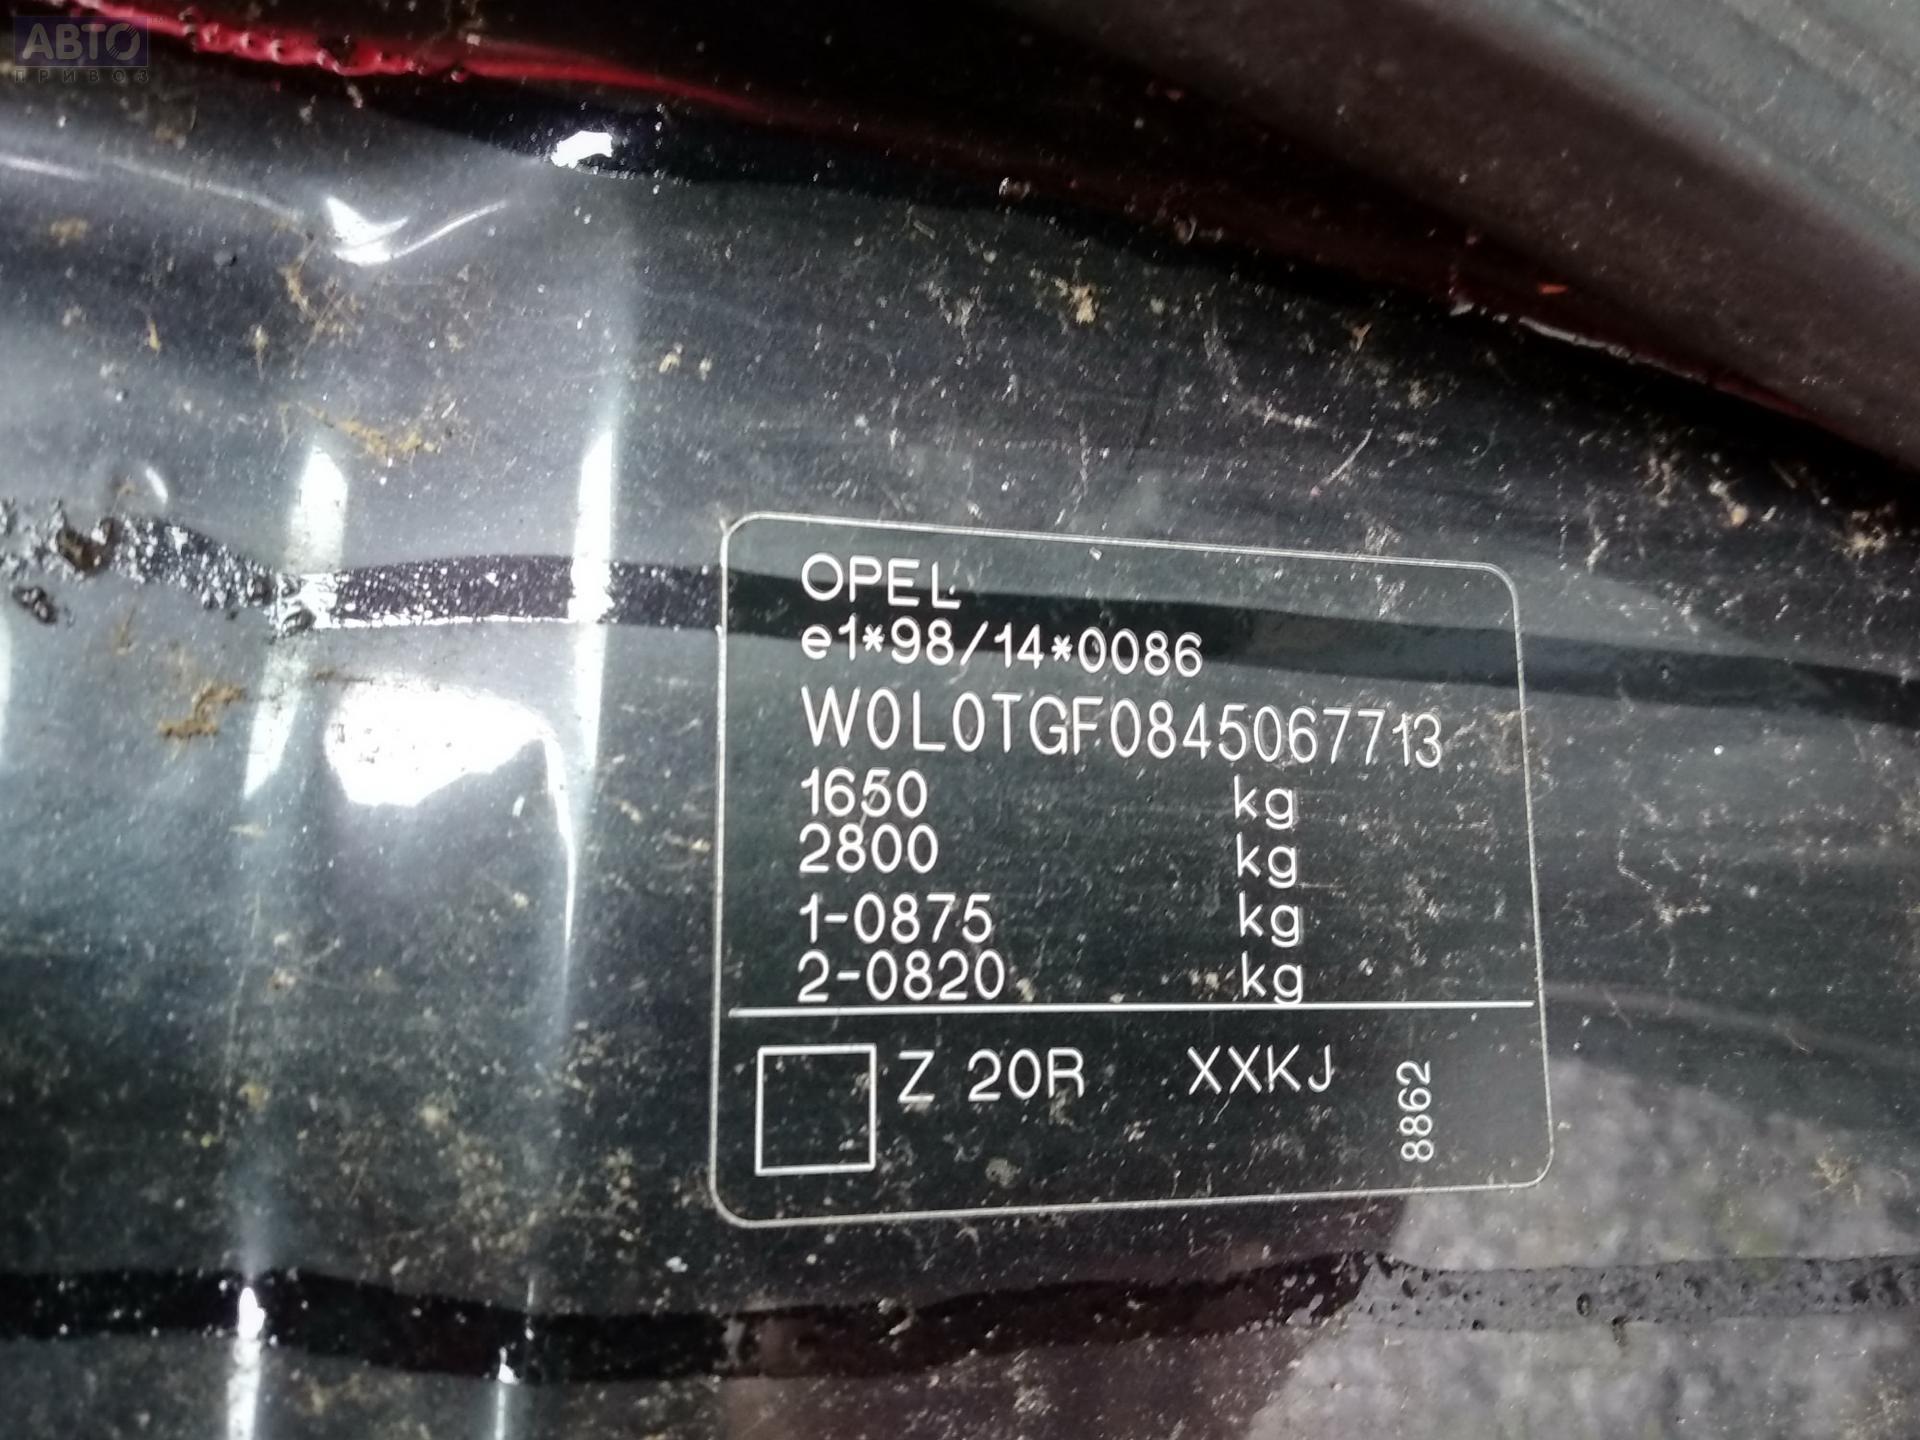 АВТО™
ПРИВОЗ
OPEL
e1*98/14*0086
W0L0TGF0845067713
1650 kg
2800 kg
1-0875 kg
2-0820 kg
Z 20R XXKJ
8862